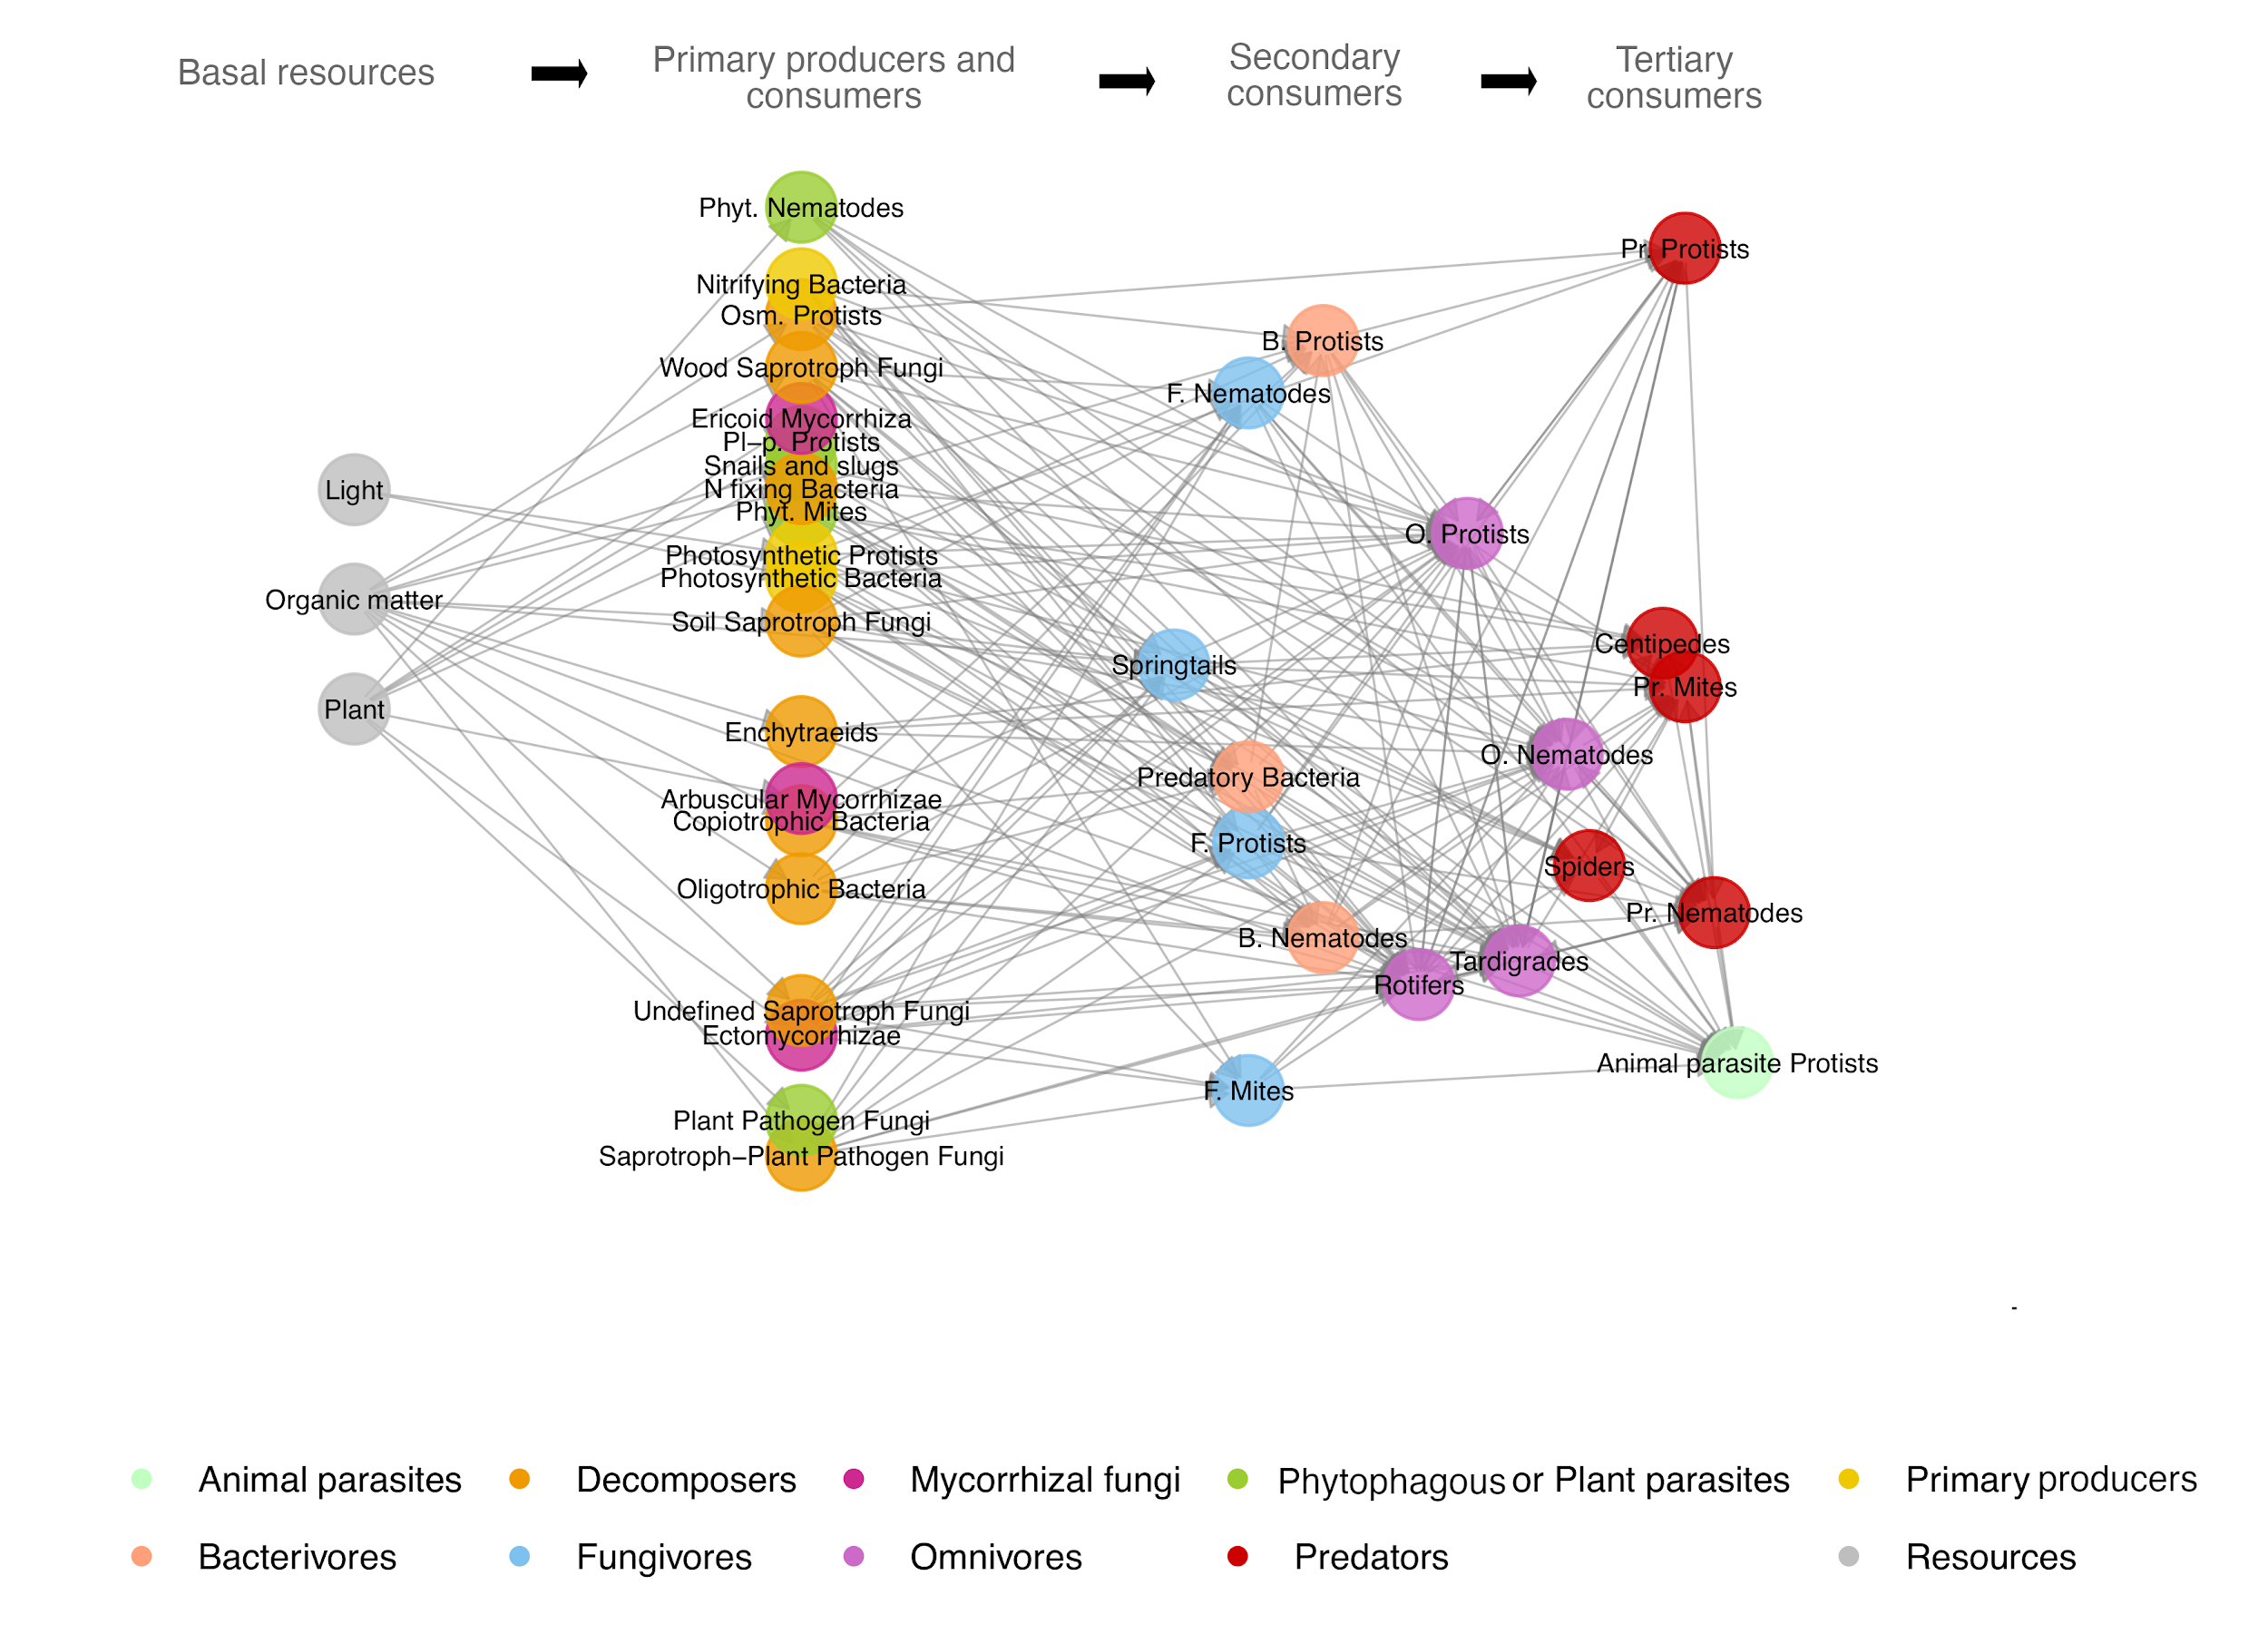 Basal resources
Primary producers and
consumers
Secondary
consumers
Tertiary
consumers
Phyt. Nematodes
Nitrifying Bacteria
Osm. Protists
Wood Saprotroph Fungi
Ericoid Mycorrhiza
Pl-p. Protists
Snails and slugs
N fixing Bacteria
Phyt. Mites
Photosynthetic Protists
Photosynthetic Bacteria
Soil Saprotroph Fungi
Enchytraeids
Arbuscular Mycorrhizae
Copiotrophic Bacteria
Oligotrophic Bacteria
Undefined Saprotroph Fungi
Ectomycorrhizae
Plant Pathogen Fungi
Saprotroph-Plant Pathogen Fungi
Light
Organic matter
Plant
B. Protists
F. Nematodes
Springtails
Predatory Bacteria
F. Protists
B. Nematodes
F. Mites
O. Protists
O. Nematodes
Tardigrades
Rotifers
Pr. Protists
Centipedes
Pr. Mites
Spiders
Pr. Nematodes
Animal parasite Protists
-
Animal parasites
Decomposers
Mycorrhizal fungi
Phytophagous or Plant parasites
Primary producers
Bacterivores
Fungivores
Omnivores
Predators
Resources